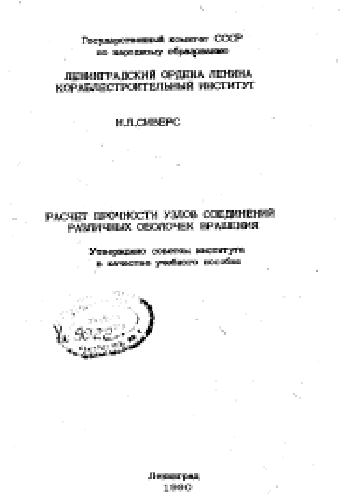 Государственный комитет СССР
по народному образованию
ЛЕНИНГРАДСКИЙ ОРДЕНА ЛЕНИНА
КОРАБЛЕСТРОИТЕЛЬНЫЙ ИНСТИТУТ
Н.Л.СИВЕРС
РАСЧЕТ ПРОЧНОСТИ УЗЛОВ СОЕДИНЕНИЙ
РАЗЛИЧНЫХ ОБОЛОЧЕК ВРАЩЕНИЯ
Утверждено советом института
в качестве учебного пособия
Ленинград
1990